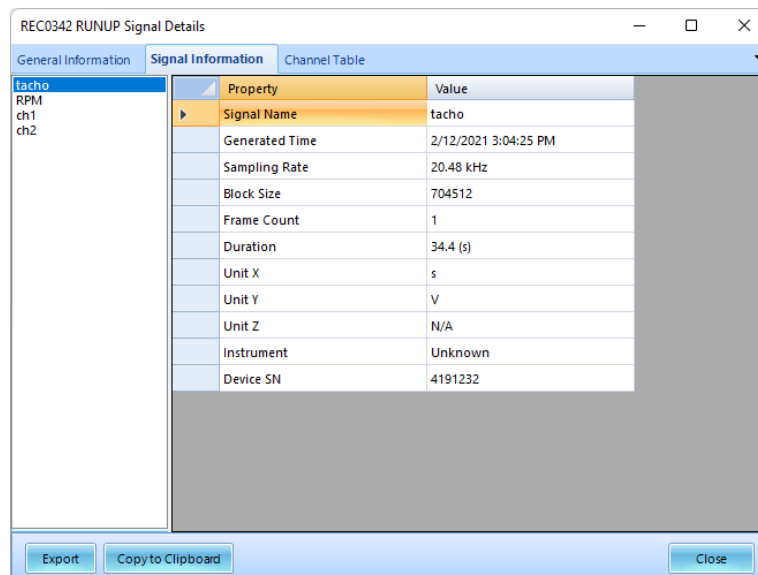 REC0342 RUNUP Signal Details
General Information Signal Information Channel Table
tacho
RPM
ch1
ch2
Property Value
Signal Name tacho
Generated Time 2/12/2021 3:04:25 PM
Sampling Rate 20.48 kHz
Block Size 704512
Frame Count 1
Duration 34.4 (s)
Unit X s
Unit Y V
Unit Z N/A
Instrument Unknown
Device SN 4191232
Export Copy to Clipboard Close